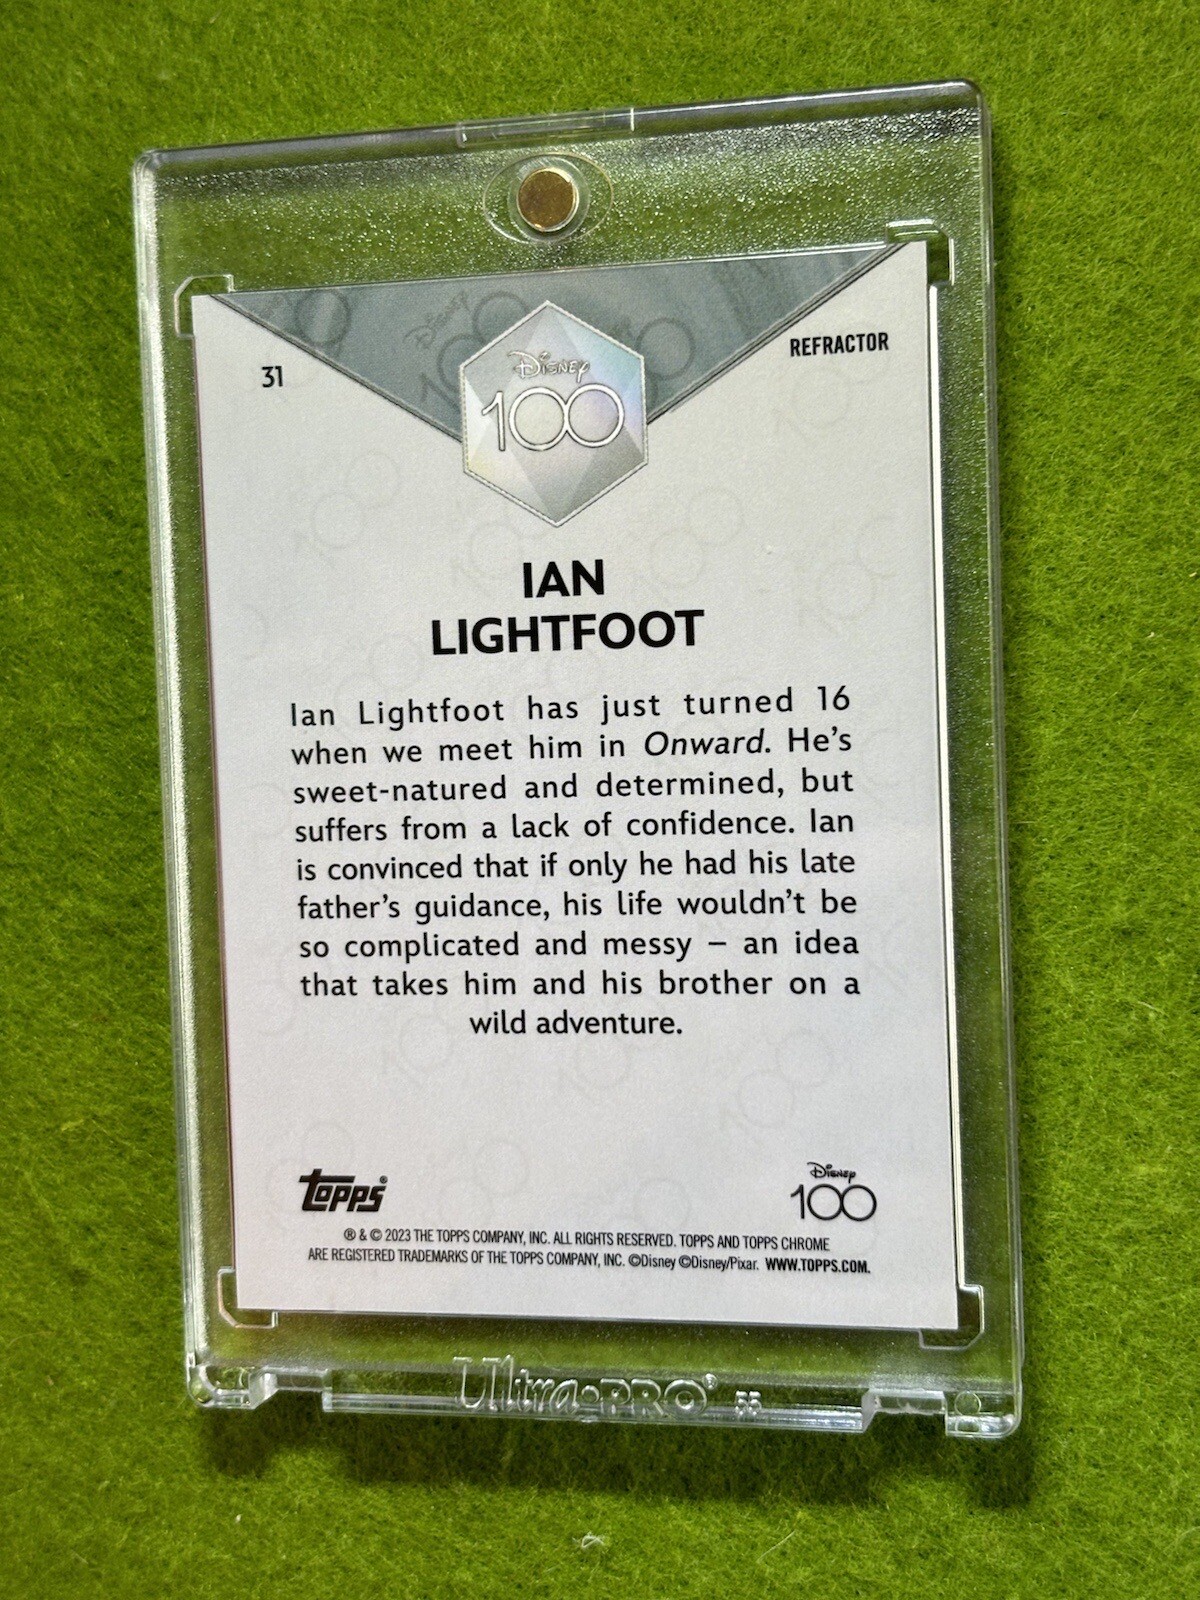 31
REFRACTOR
Disney
100
IAN
LIGHTFOOT
Ian Lightfoot has just turned 16
when we meet him in Onward. He's
sweet-natured and determined, but
suffers from a lack of confidence. Ian
is convinced that if only he had his late
father's guidance, his life wouldn't be
so complicated and messy – an idea
that takes him and his brother on a
wild adventure.
Topps®
Disney
100
® & © 2023 THE TOPPS COMPANY, INC. ALL RIGHTS RESERVED. TOPPS AND TOPPS CHROME
ARE REGISTERED TRADEMARKS OF THE TOPPS COMPANY, INC. ©Disney ©Disney/Pixar. WWW.TOPPS.COM.
Ultra•PRO®